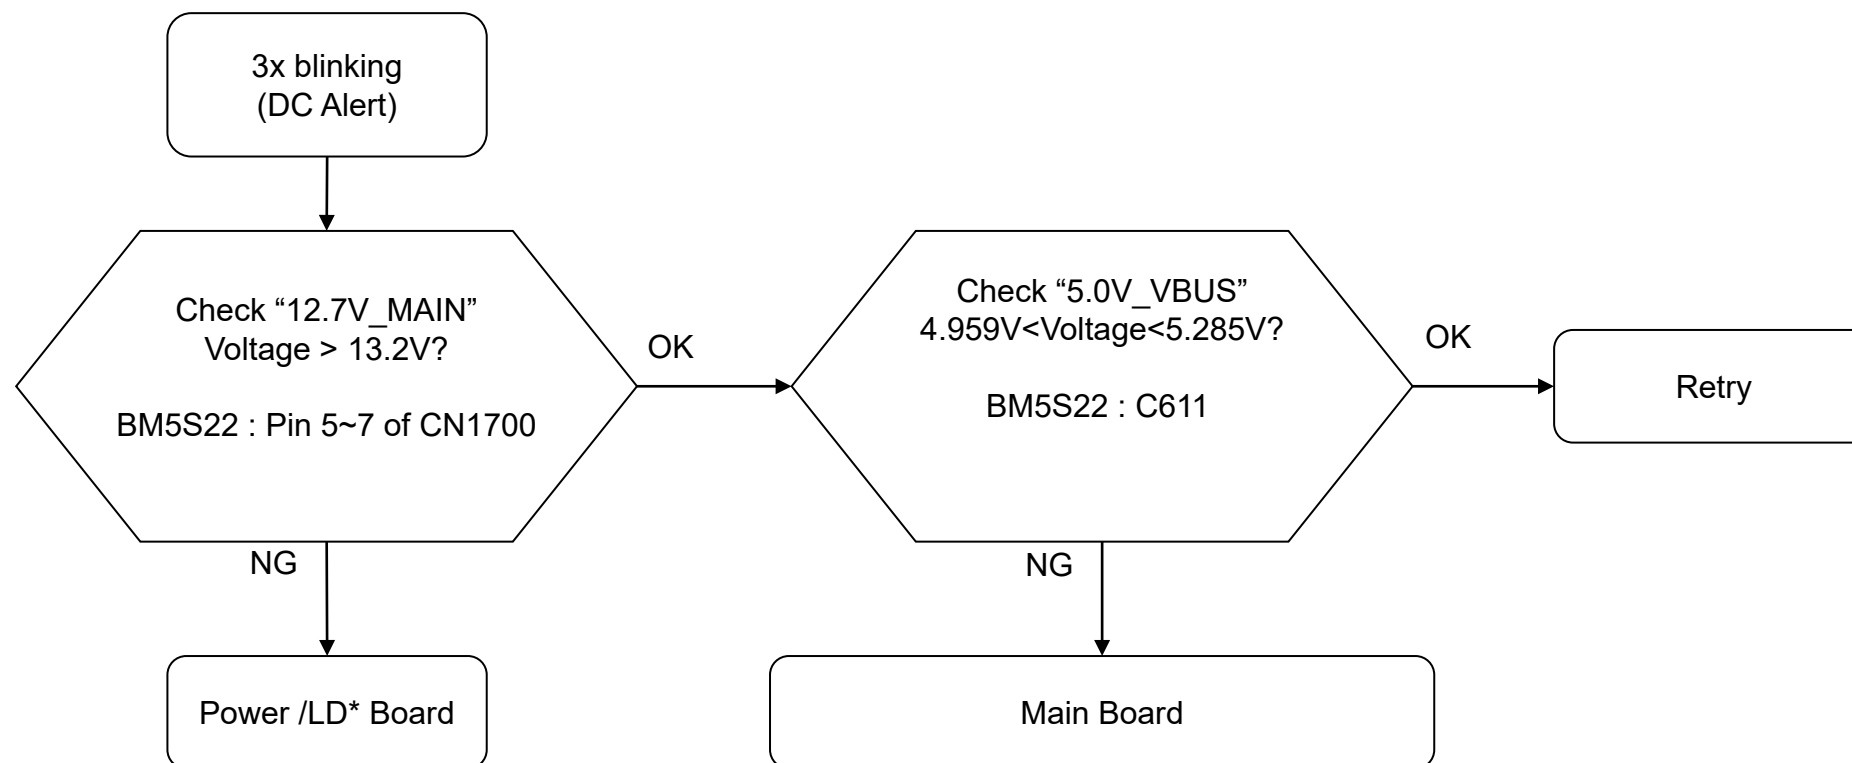 3x blinking
(DC Alert)
Check “12.7V_MAIN”
Voltage > 13.2V?
BM5S22 : Pin 5~7 of CN1700
OK
NG
Power /LD* Board
Check “5.0V_VBUS”
4.959V<Voltage<5.285V?
BM5S22 : C611
OK
NG
Main Board
Retry